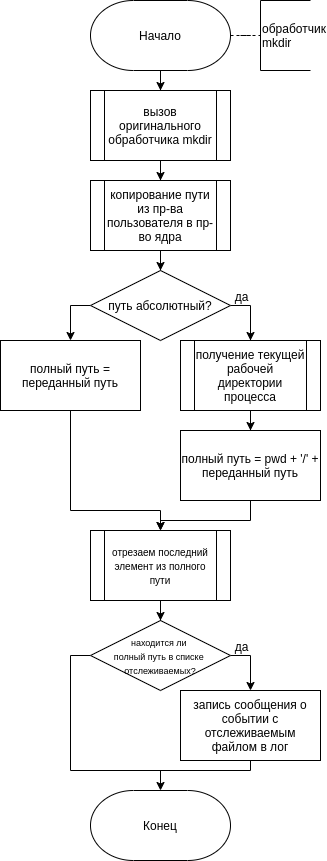 Начало
обработчик
mkdir
вызов
оригинального
обработчика mkdir
копирование пути
из пр-ва
пользователя в пр-
во ядра
путь абсолютный?
да
полный путь =
переданный путь
получение текущей
рабочей
директории
процесса
полный путь = pwd + '/' +
переданный путь
отрезаем последний
элемент из полного
пути
находится ли
полный путь в списке
отслеживаемых?
да
запись сообщения о
событии с
отслеживаемым
файлом в лог
Конец